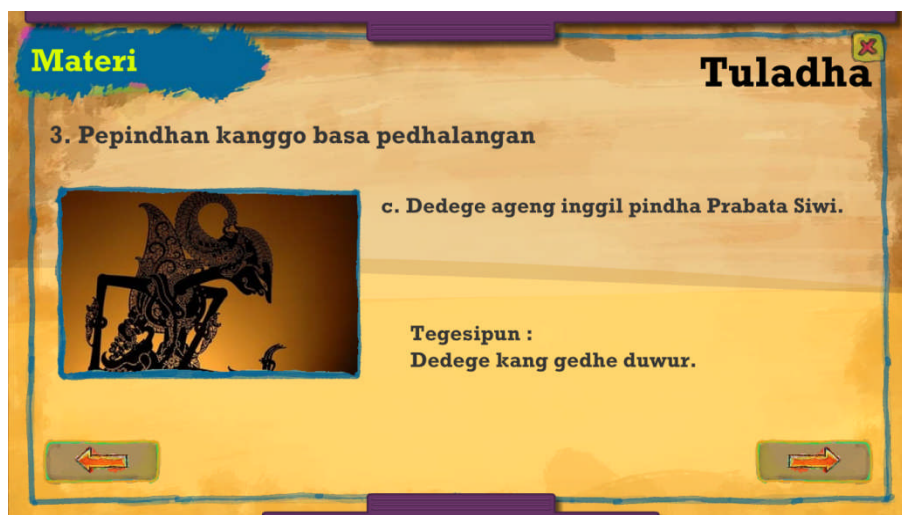 Materi
Tuladha
3. Pepindhan kanggo basa pedhalangan
c. Dedege ageng inggil pindha Prabata Siwi.
Tegesipun :
Dedege kang gedhe duwur.